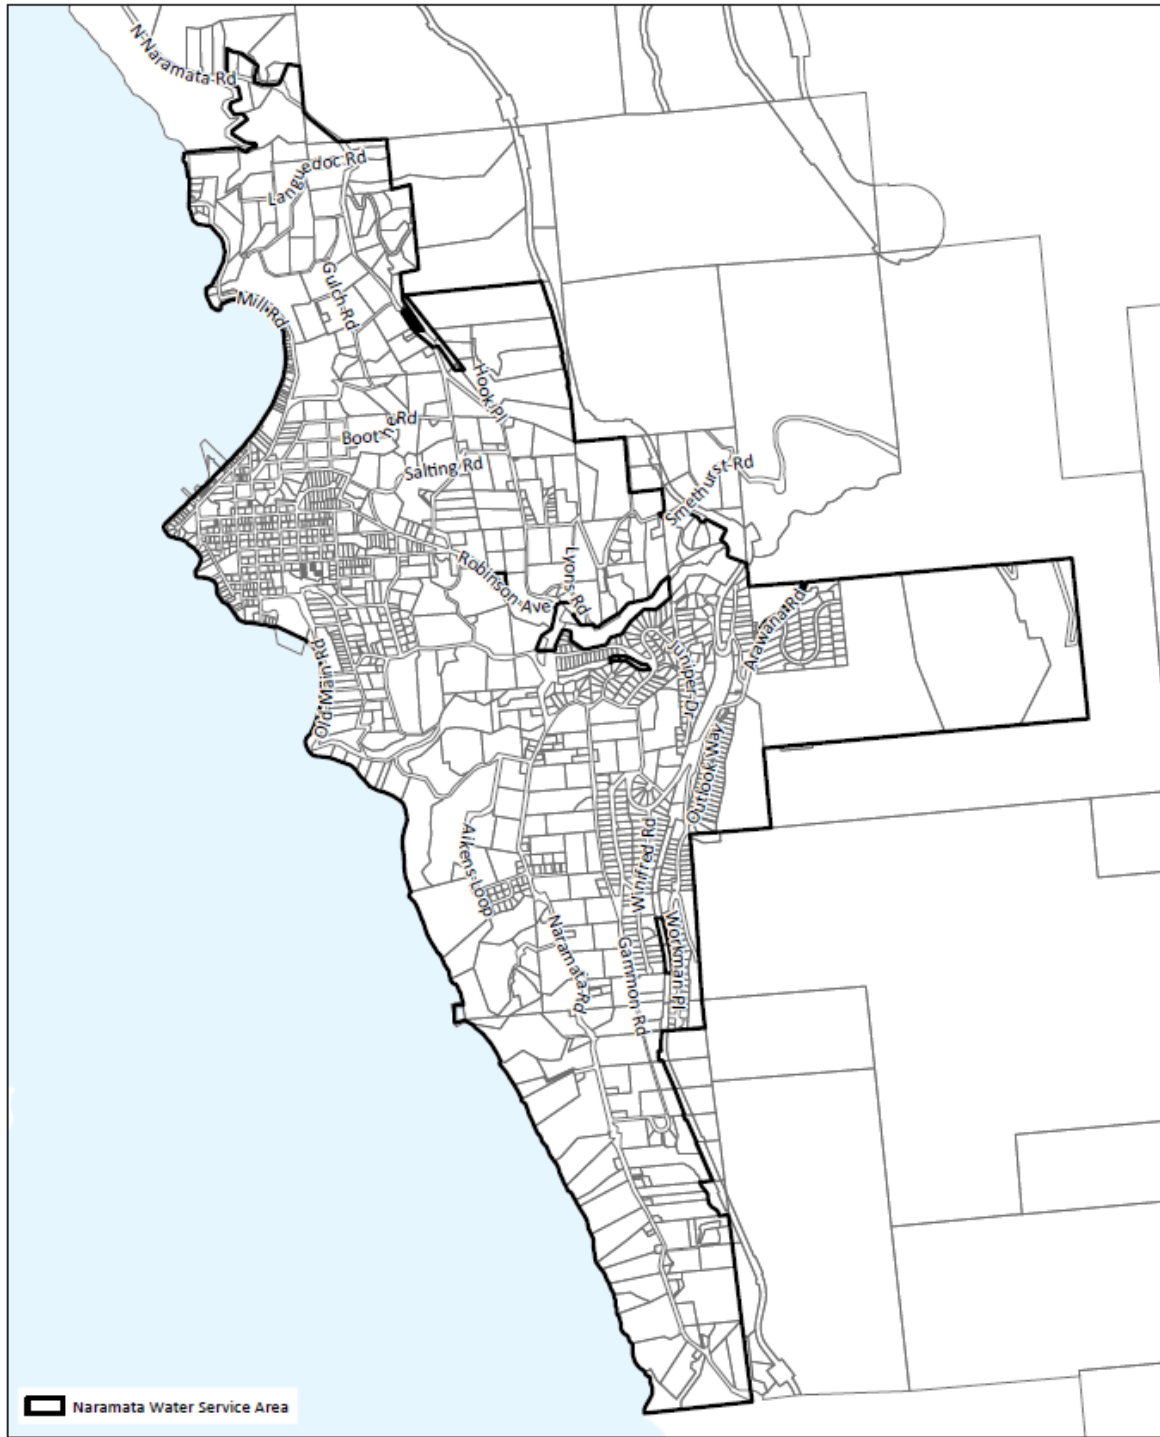 N Naramata Rd
Languedoc Rd
Gulch Rd
Mill Rd
Hook Pl
Boothe Rd
Salting Rd
Smethurst Rd
Robinson Ave
Lyons Rd
Arawana Rd
Juniper Dr
Old Main Rd
Outlook Way
Winifred Rd
Aikens Loop
Workman Pl
Naramata Rd
Gammon Rd
Naramata Water Service Area